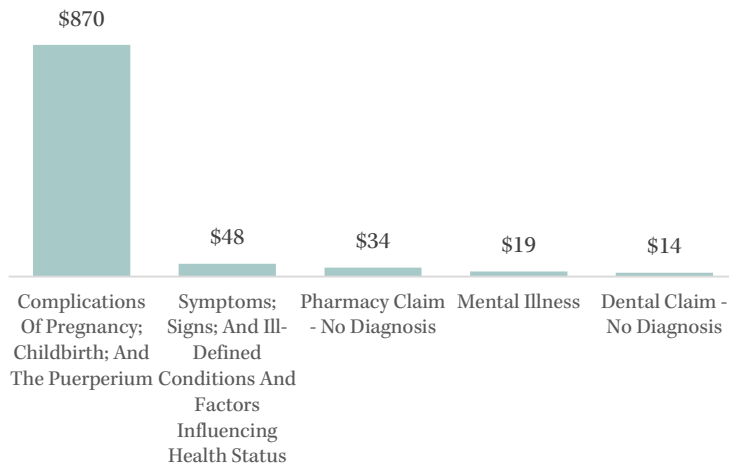 $870
$48
$34
$19
$14
Complications
Of Pregnancy;
Childbirth; And
The Puerperium
Symptoms;
Signs; And Ill-
Defined
Conditions And
Factors
Influencing
Health Status
Pharmacy Claim
- No Diagnosis
Mental Illness
Dental Claim -
No Diagnosis